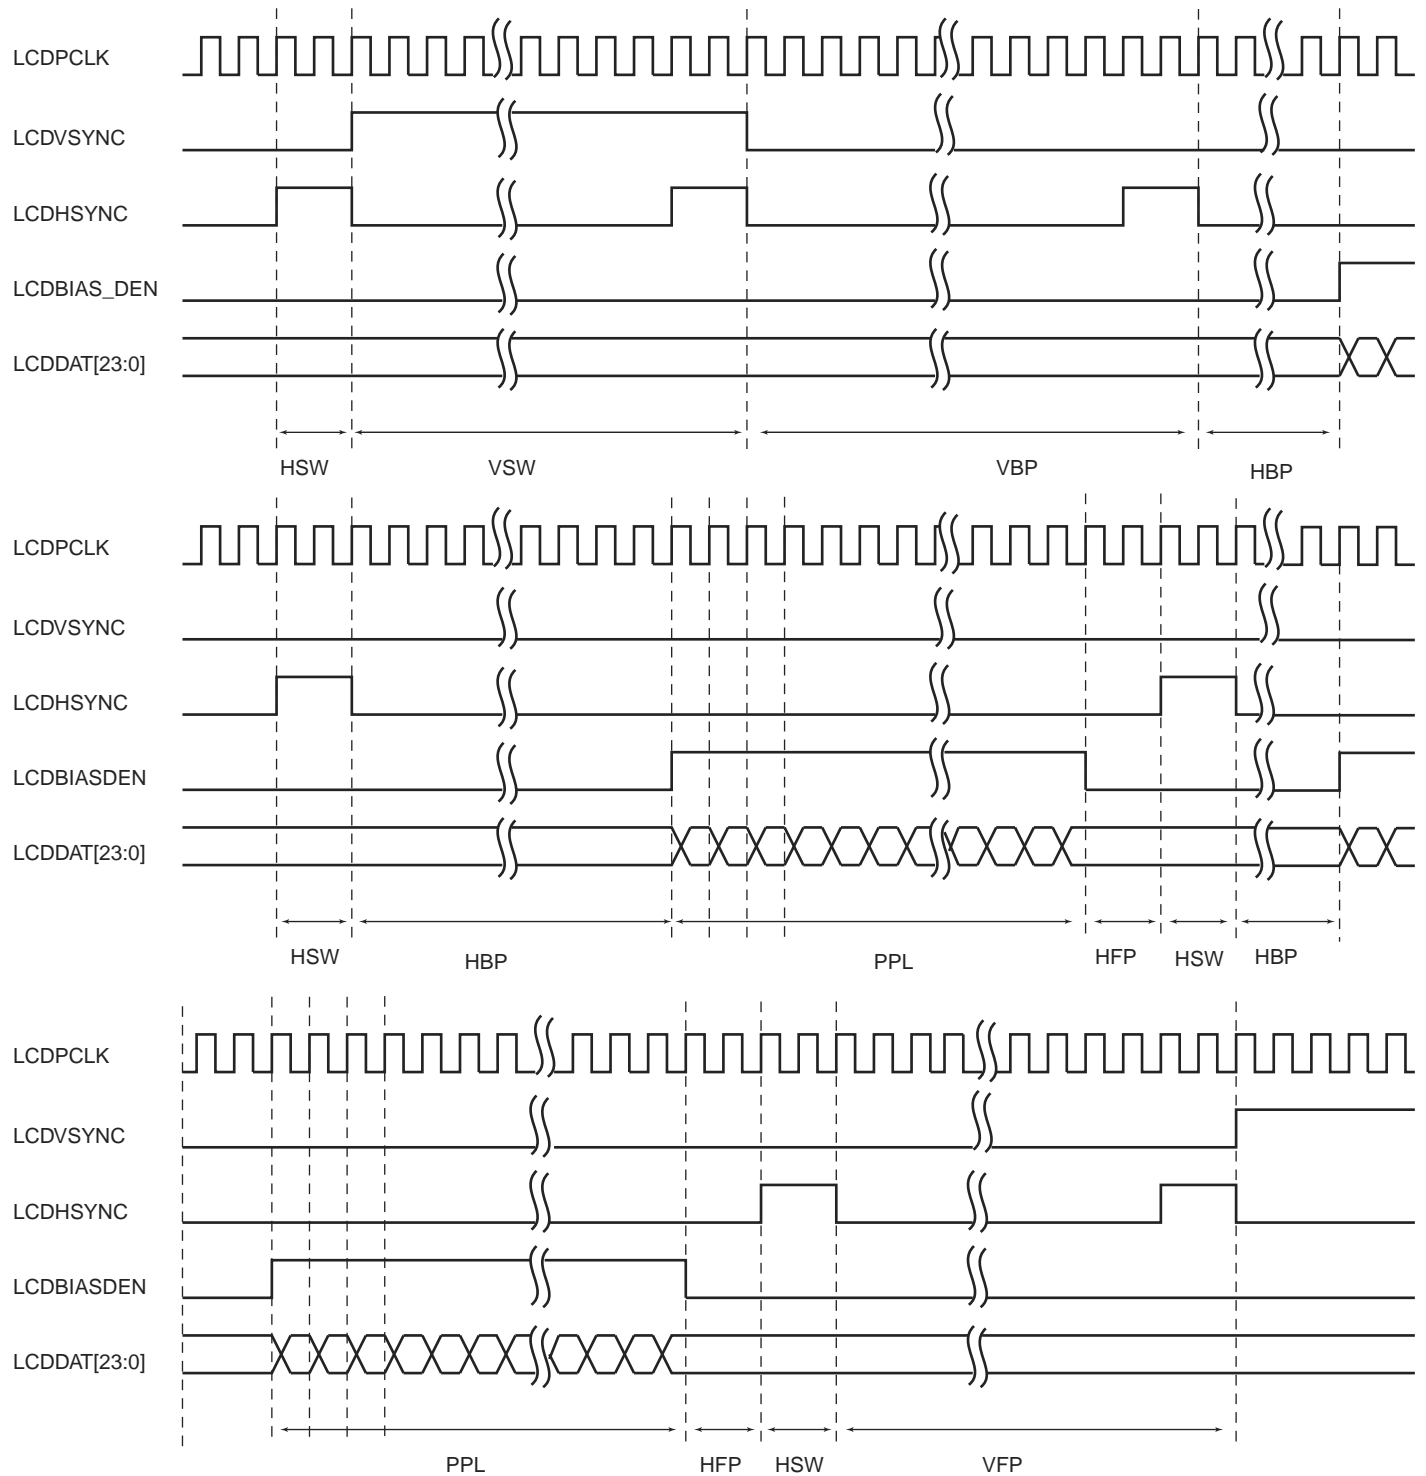 LCDPCLK
LCDVSYNC
LCDHSYNC
LCDBIAS_DEN
LCDDAT[23:0]
HSW
VSW
VBP
HBP
LCDPCLK
LCDVSYNC
LCDHSYNC
LCDBIASDEN
LCDDAT[23:0]
HSW
HBP
PPL
HFP
HSW
HBP
LCDPCLK
LCDVSYNC
LCDHSYNC
LCDBIASDEN
LCDDAT[23:0]
PPL
HFP
HSW
VFP